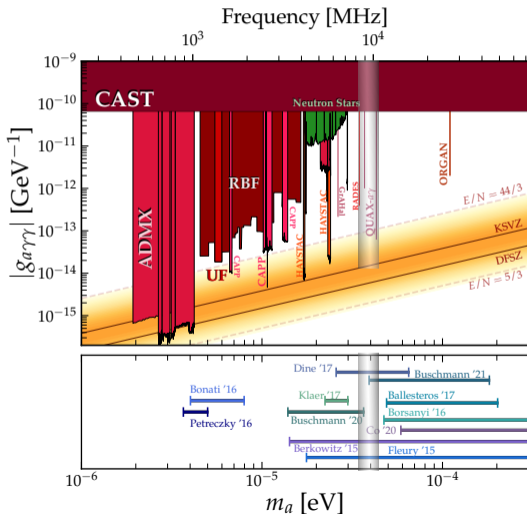 Frequency [MHz]
10^3
10^4
10^-9
10^-10
10^-11
10^-12
10^-13
10^-14
10^-15
|g_{aγγ}| [GeV^-1]
CAST
Neutron Stars
ADMX
RBF
UF
CAPP
CAPP
CAPP
HAYSTAC
HAYSTAC
GrAHal
RADES
QUAX-aγ
ORGAN
E/N = 44/3
KSVZ
DFSZ
E/N = 5/3
Dine '17
Buschmann '21
Bonati '16
Klaer '17
Ballesteros '17
Petreczky '16
Buschmann '20
Borsanyi '16
Co '20
Berkowitz '15
Fleury '15
10^-6
10^-5
10^-4
m_a [eV]